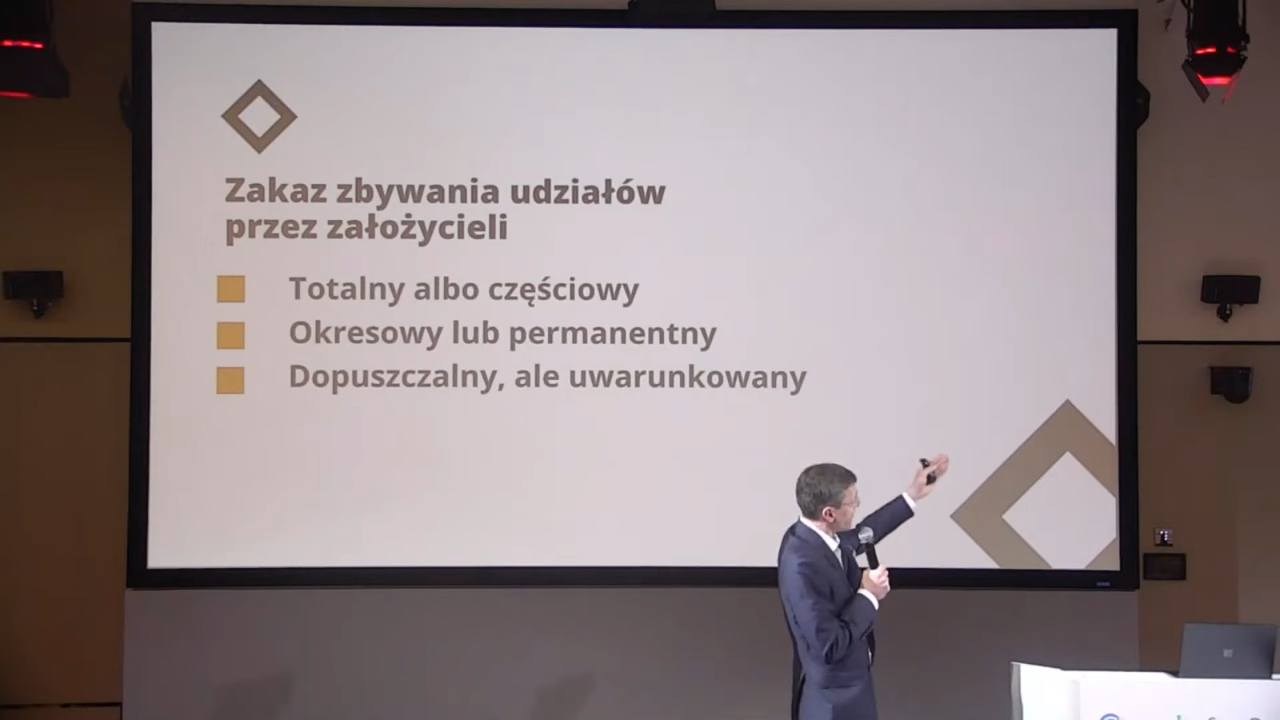 Zakaz zbywania udziałów
przez założycieli
Totalny albo częściowy
Okresowy lub permanentny
Dopuszczalny, ale uwarunkowany